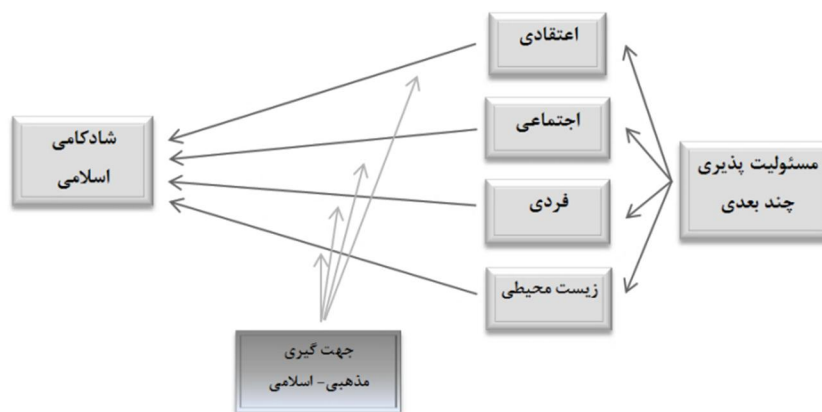 مسئولیت پذیری
چند بعدی
اعتقادی
اجتماعی
فردی
زیست محیطی
شادکامی
اسلامی
جهت گیری
مذهبی- اسلامی